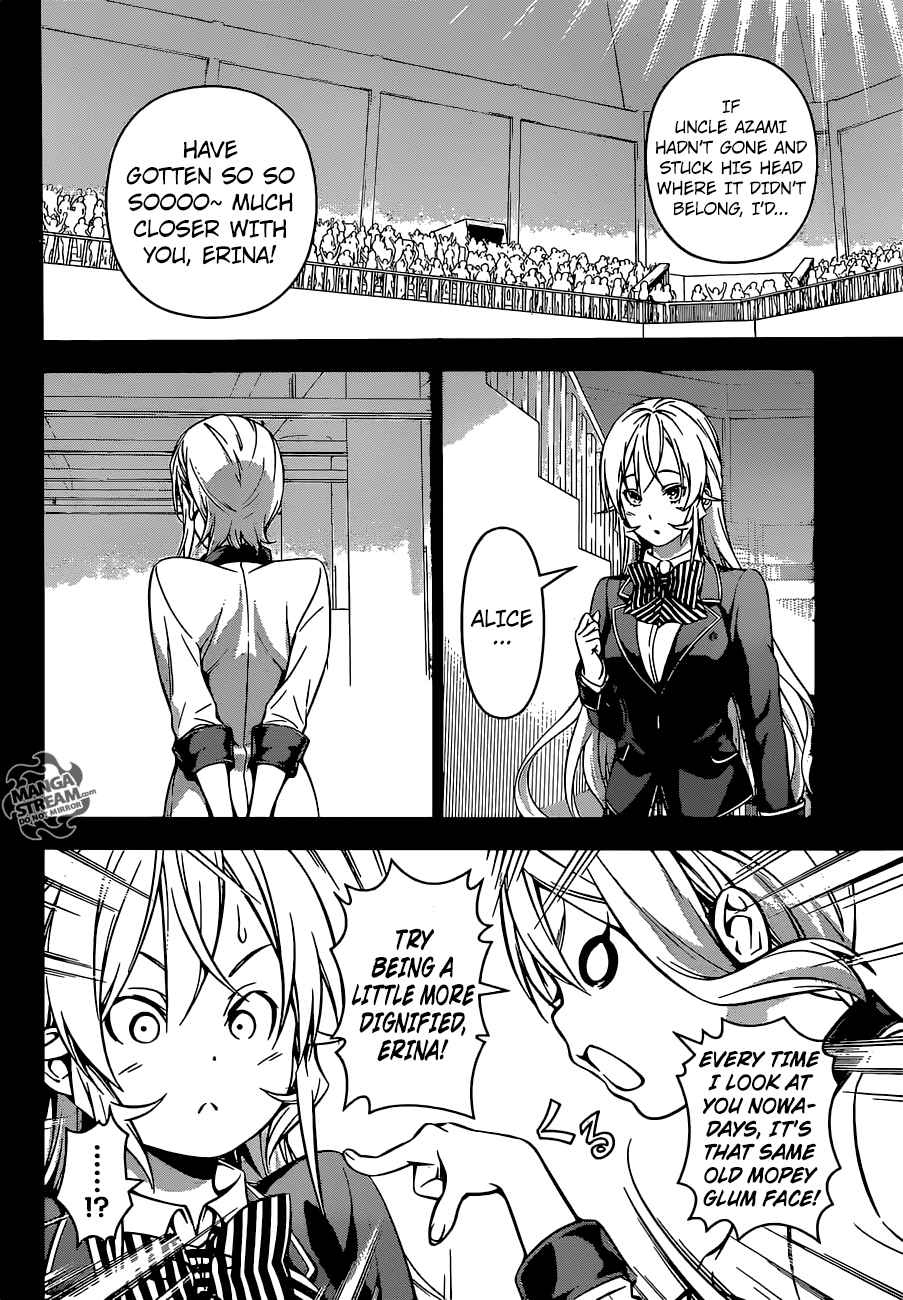 IF
UNCLE AZAMI
HADN'T GONE AND
STUCK HIS HEAD
WHERE IT DIDN'T
BELONG, I'D...
HAVE
GOTTEN SO SO
SOOOO~ MUCH
CLOSER WITH
YOU, ERINA!
ALICE
...
EVERY TIME
I LOOK AT
YOU NOWA-
DAYS, IT'S
THAT SAME
OLD MOPEY
GLUM FACE!
TRY
BEING A
LITTLE MORE
DIGNIFIED,
ERINA!
くる
......
!?
MANGA
STREAM.com
DO NOT MIRROR